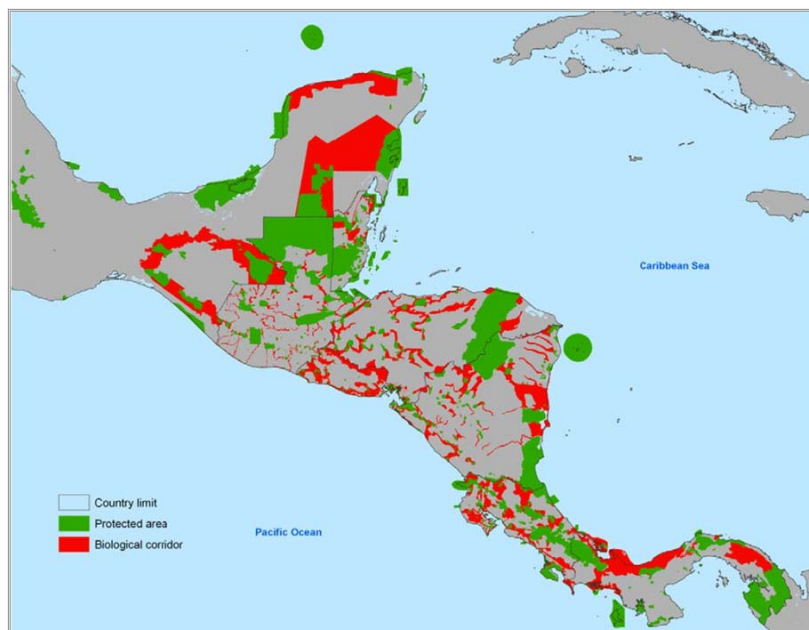 Caribbean Sea
Pacific Ocean
Country limit
Protected area
Biological corridor